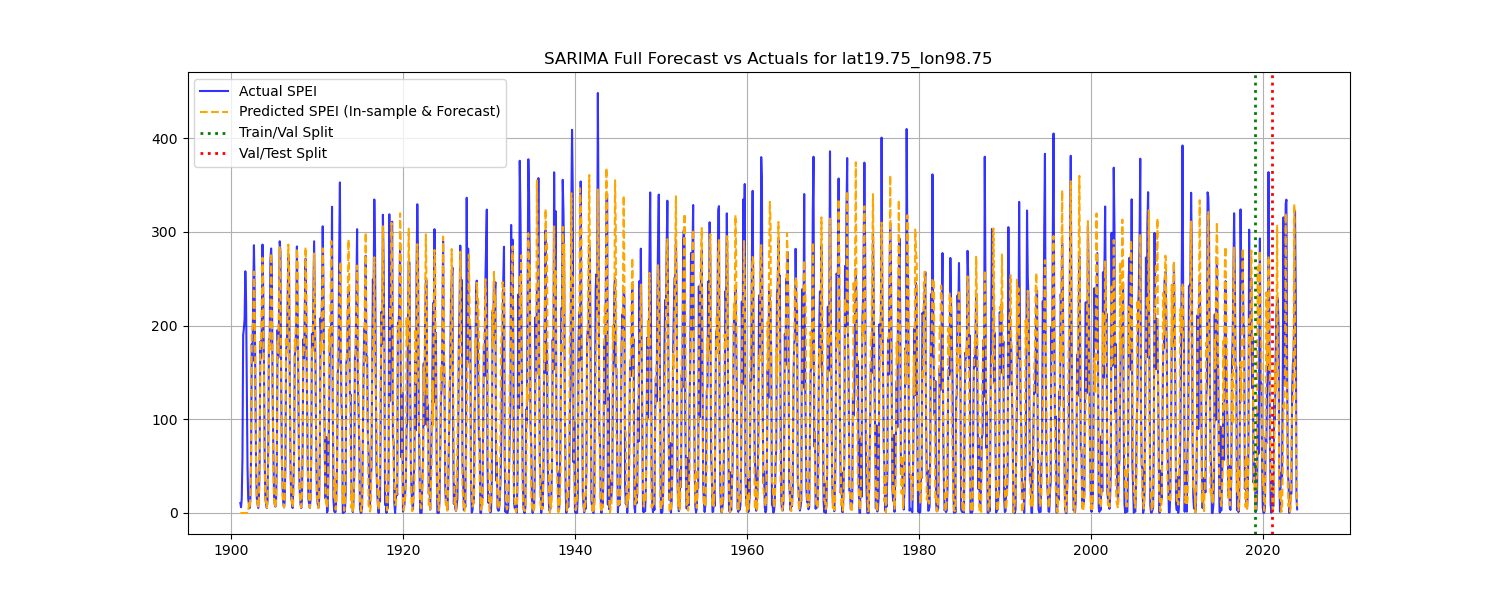 SARIMA Full Forecast vs Actuals for lat19.75_lon98.75
Actual SPEI
Predicted SPEI (In-sample & Forecast)
Train/Val Split
Val/Test Split
400
300
200
100
0
1900 1920 1940 1960 1980 2000 2020